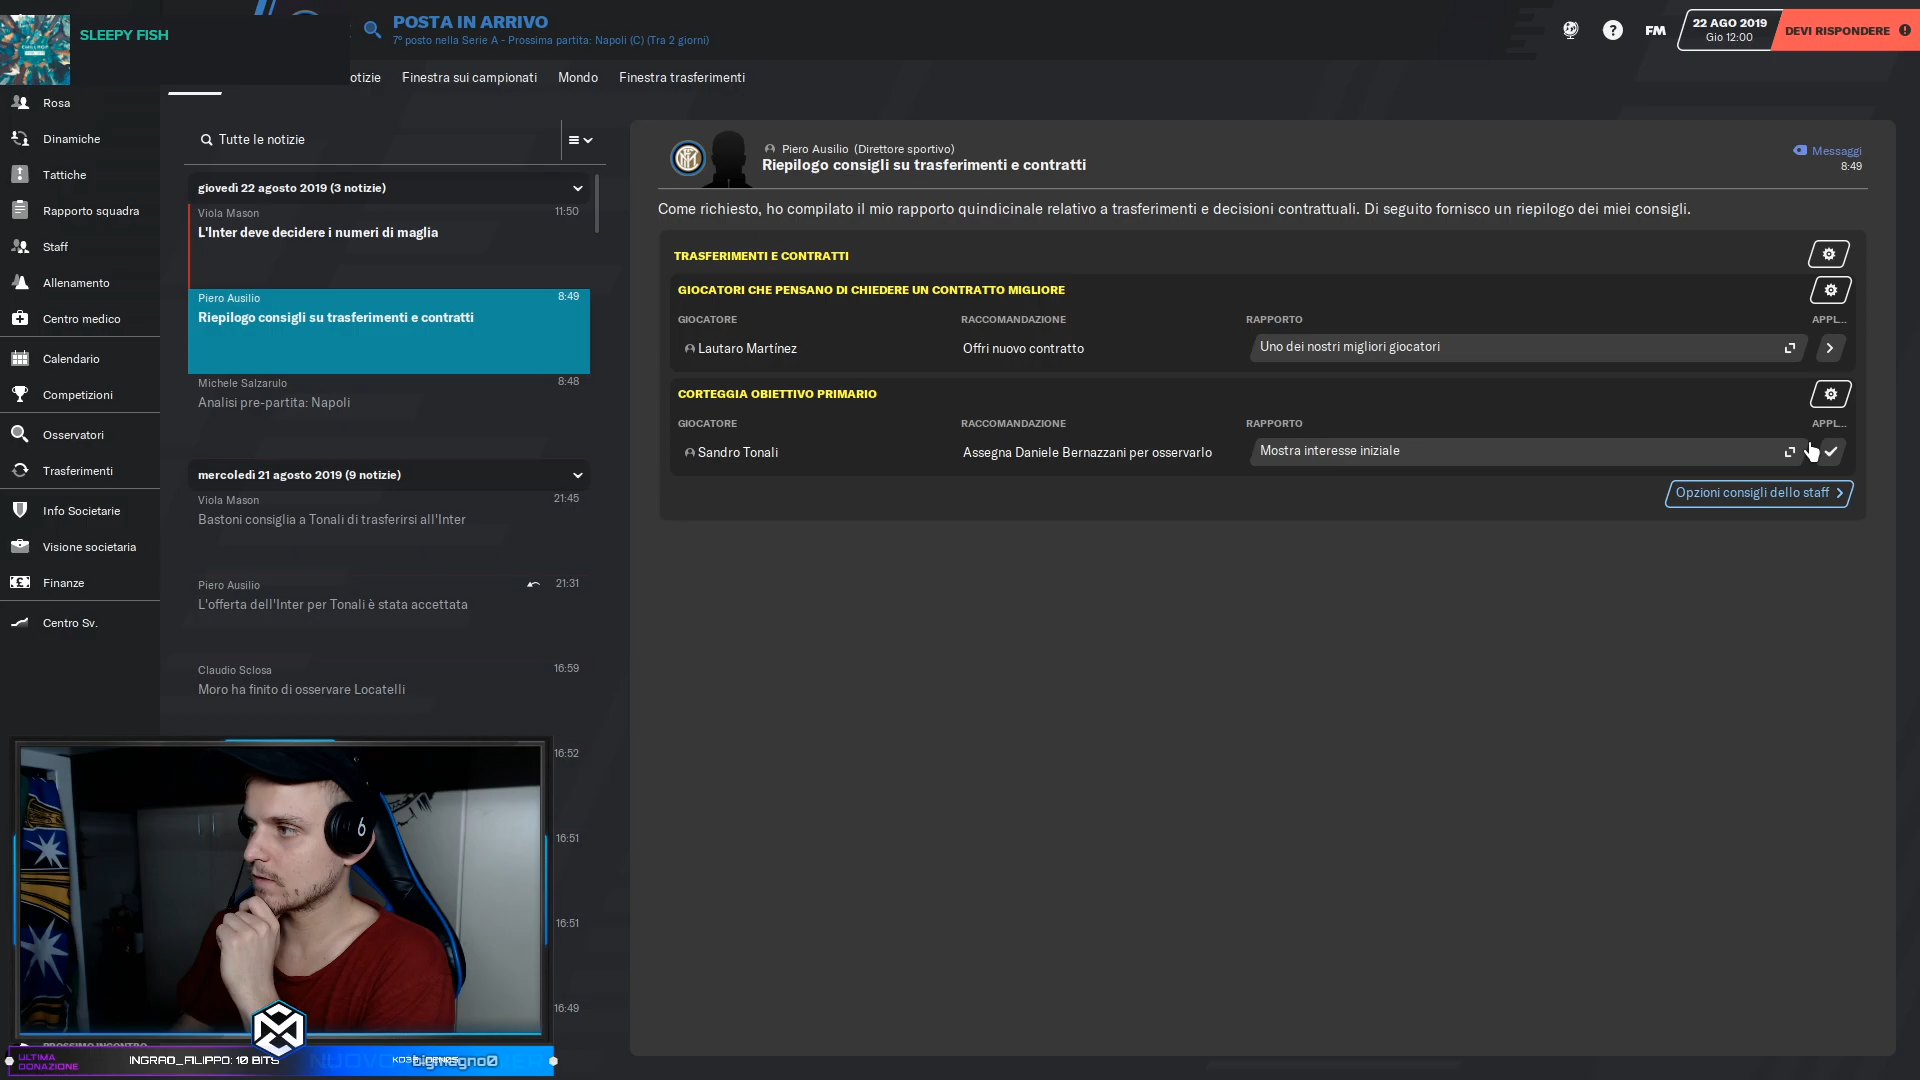 SLEEPY FISH
POSTA IN ARRIVO
7° posto nella Serie A - Prossima partita: Napoli (C) (Tra 2 giorni)
FM
22 AGO 2019
Gio 12:00
DEVI RISPONDERE
otizie
Finestra sui campionati
Mondo
Finestra trasferimenti
Rosa
Dinamiche
Tattiche
Rapporto squadra
Staff
Allenamento
Centro medico
Calendario
Competizioni
Osservatori
Trasferimenti
Info Societarie
Visione societaria
Finanze
Centro Sv.
Tutte le notizie
giovedì 22 agosto 2019 (3 notizie)
Viola Mason 11:50
L'Inter deve decidere i numeri di maglia
Piero Ausilio 8:49
Riepilogo consigli su trasferimenti e contratti
Michele Salzarulo 8:48
Analisi pre-partita: Napoli
mercoledì 21 agosto 2019 (9 notizie)
Viola Mason 21:45
Bastoni consiglia a Tonali di trasferirsi all'Inter
Piero Ausilio 21:31
L'offerta dell'Inter per Tonali è stata accettata
Claudio Sclosa 16:59
Moro ha finito di osservare Locatelli
16:52
16:51
16:51
16:49
Piero Ausilio (Direttore sportivo)
Riepilogo consigli su trasferimenti e contratti
Messaggi
8:49
Come richiesto, ho compilato il mio rapporto quindicinale relativo a trasferimenti e decisioni contrattuali. Di seguito fornisco un riepilogo dei miei consigli.
TRASFERIMENTI E CONTRATTI
GIOCATORI CHE PENSANO DI CHIEDERE UN CONTRATTO MIGLIORE
GIOCATORE RACCOMANDAZIONE RAPPORTO APPL...
Lautaro Martínez Offri nuovo contratto Uno dei nostri migliori giocatori
CORTEGGIA OBIETTIVO PRIMARIO
GIOCATORE RACCOMANDAZIONE RAPPORTO APPL...
Sandro Tonali Assegna Daniele Bernazzani per osservarlo Mostra interesse iniziale
Opzioni consigli dello staff
ULTIMA
DONAZIONE
INGRAO_FILIPPO: 10 BITS
bigmagno0